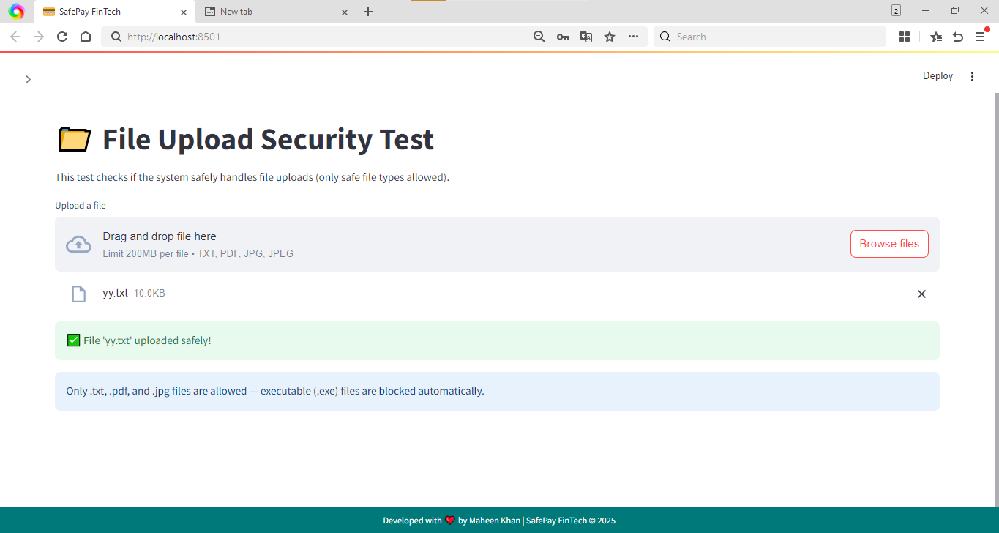 SafePay FinTech
New tab
2
http://localhost:8501
Search
Deploy
File Upload Security Test
This test checks if the system safely handles file uploads (only safe file types allowed).
Upload a file
Drag and drop file here
Limit 200MB per file • TXT, PDF, JPG, JPEG
Browse files
yy.txt 10.0KB
✅ File 'yy.txt' uploaded safely!
Only .txt, .pdf, and .jpg files are allowed — executable (.exe) files are blocked automatically.
Developed with ❤️ by Maheen Khan | SafePay FinTech © 2025